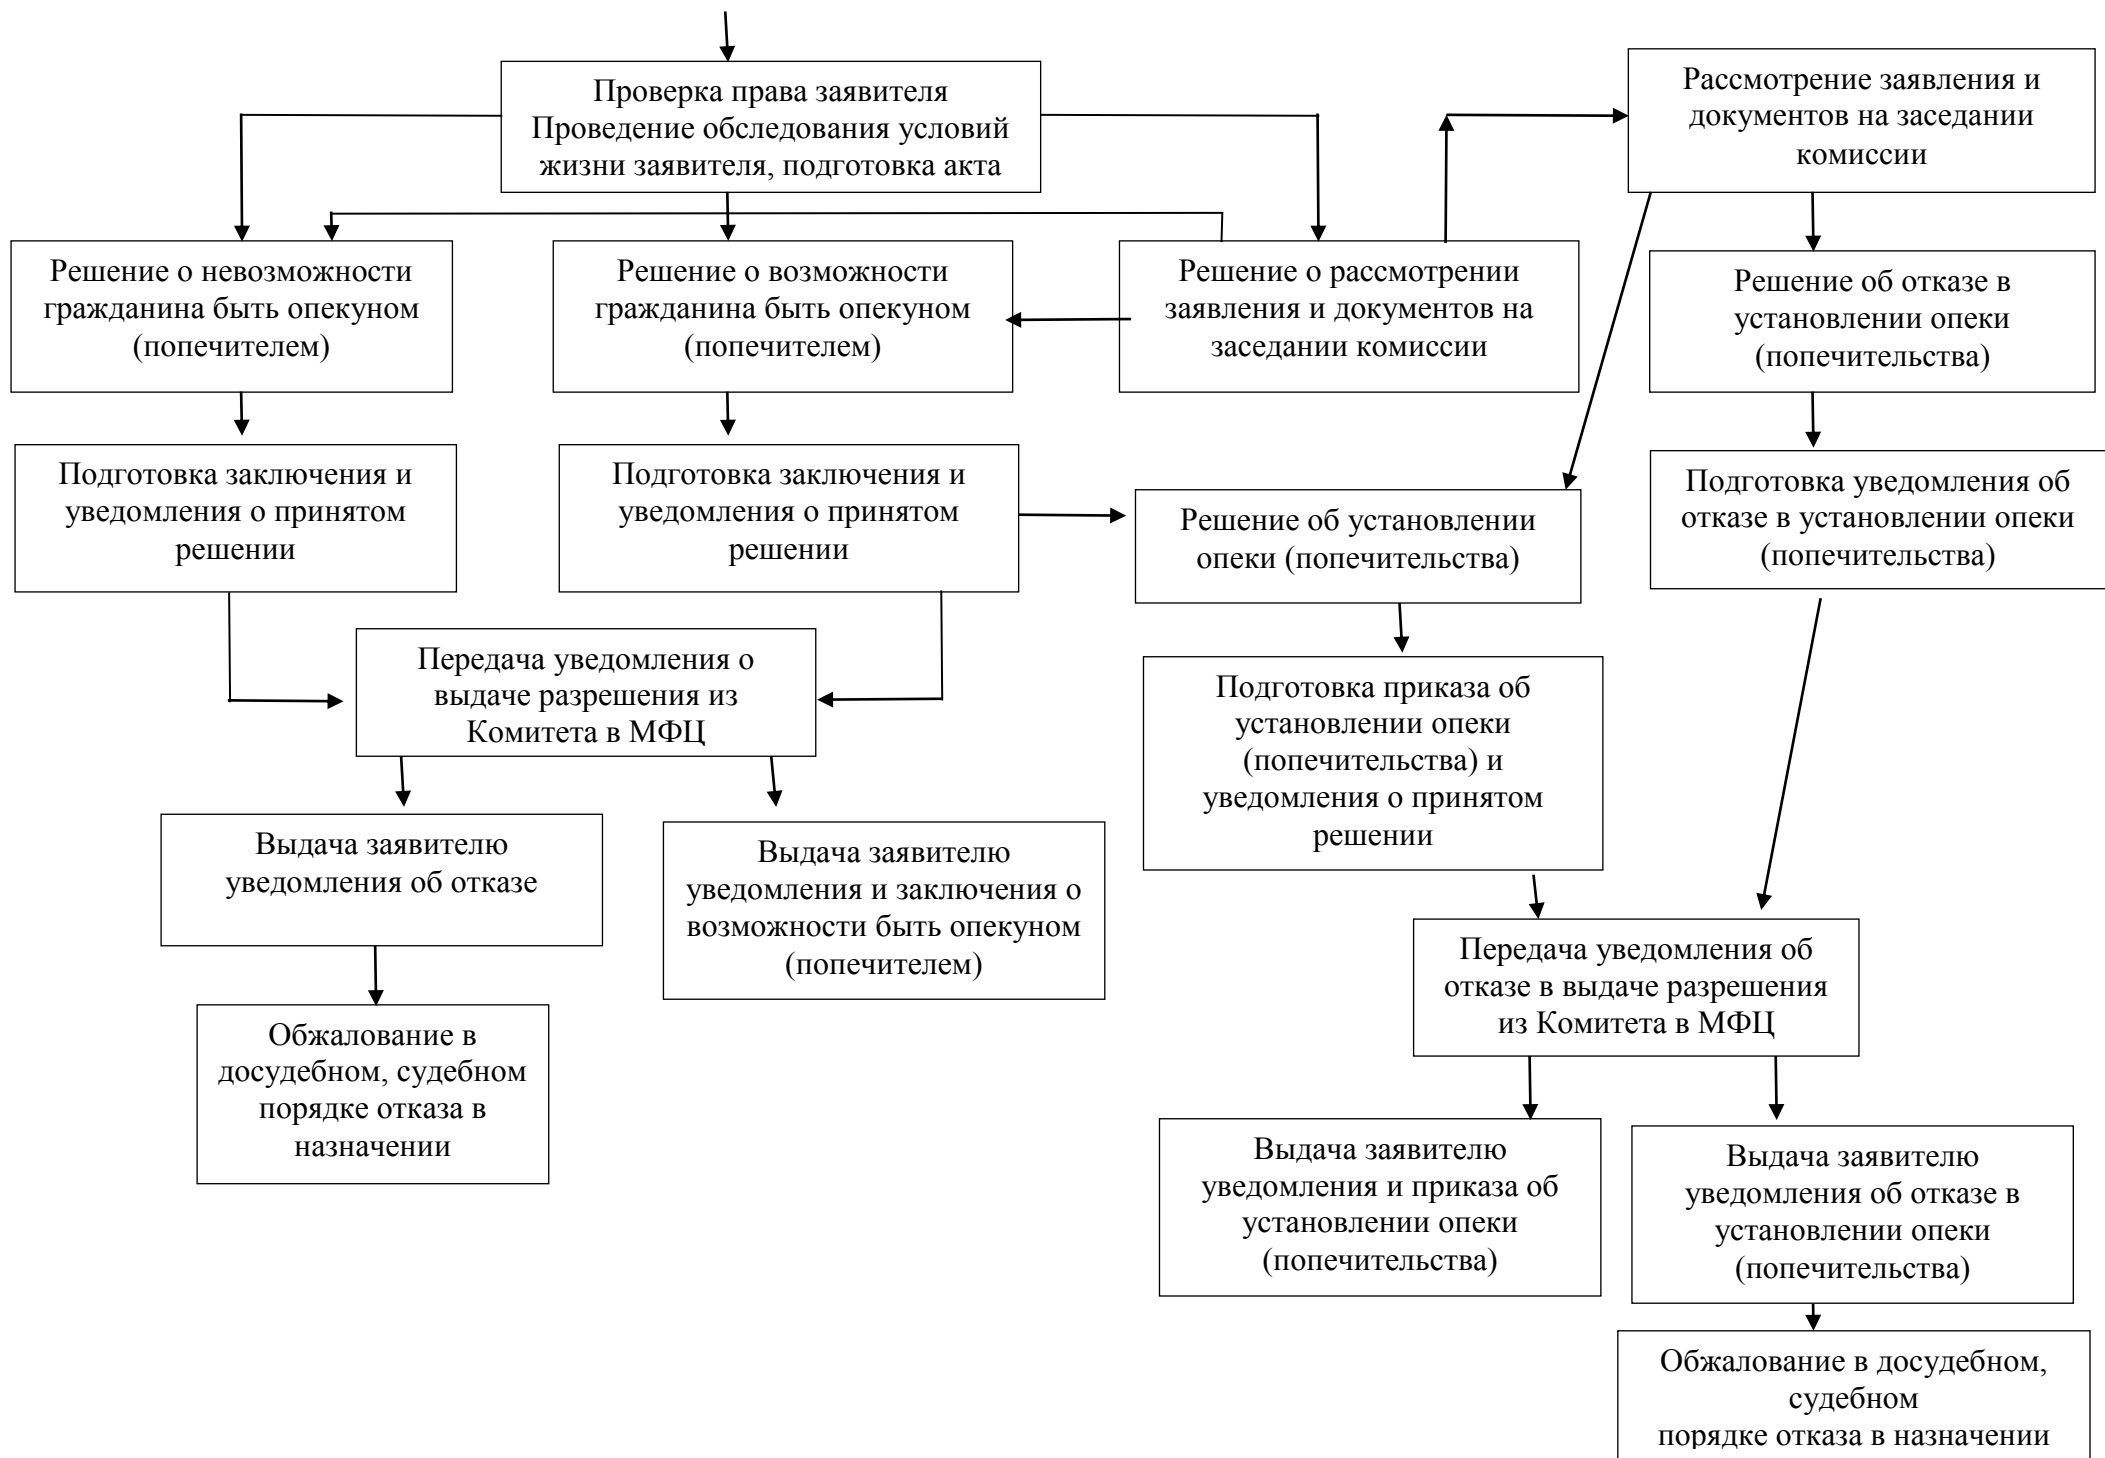 Проверка права заявителя
Проведение обследования условий
жизни заявителя, подготовка акта
Рассмотрение заявления и
документов на заседании
комиссии
Решение о невозможности
гражданина быть опекуном
(попечителем)
Решение о возможности
гражданина быть опекуном
(попечителем)
Решение о рассмотрении
заявления и документов на
заседании комиссии
Решение об отказе в
установлении опеки
(попечительства)
Подготовка заключения и
уведомления о принятом
решении
Подготовка заключения и
уведомления о принятом
решении
Решение об установлении
опеки (попечительства)
Подготовка уведомления об
отказе в установлении опеки
(попечительства)
Передача уведомления о
выдаче разрешения из
Комитета в МФЦ
Подготовка приказа об
установлении опеки
(попечительства) и
уведомления о принятом
решении
Выдача заявителю
уведомления об отказе
Выдача заявителю
уведомления и заключения о
возможности быть опекуном
(попечителем)
Передача уведомления об
отказе в выдаче разрешения
из Комитета в МФЦ
Обжалование в
досудебном, судебном
порядке отказа в
назначении
Выдача заявителю
уведомления и приказа об
установлении опеки
(попечительства)
Выдача заявителю
уведомления об отказе в
установлении опеки
(попечительства)
Обжалование в досудебном,
судебном
порядке отказа в назначении